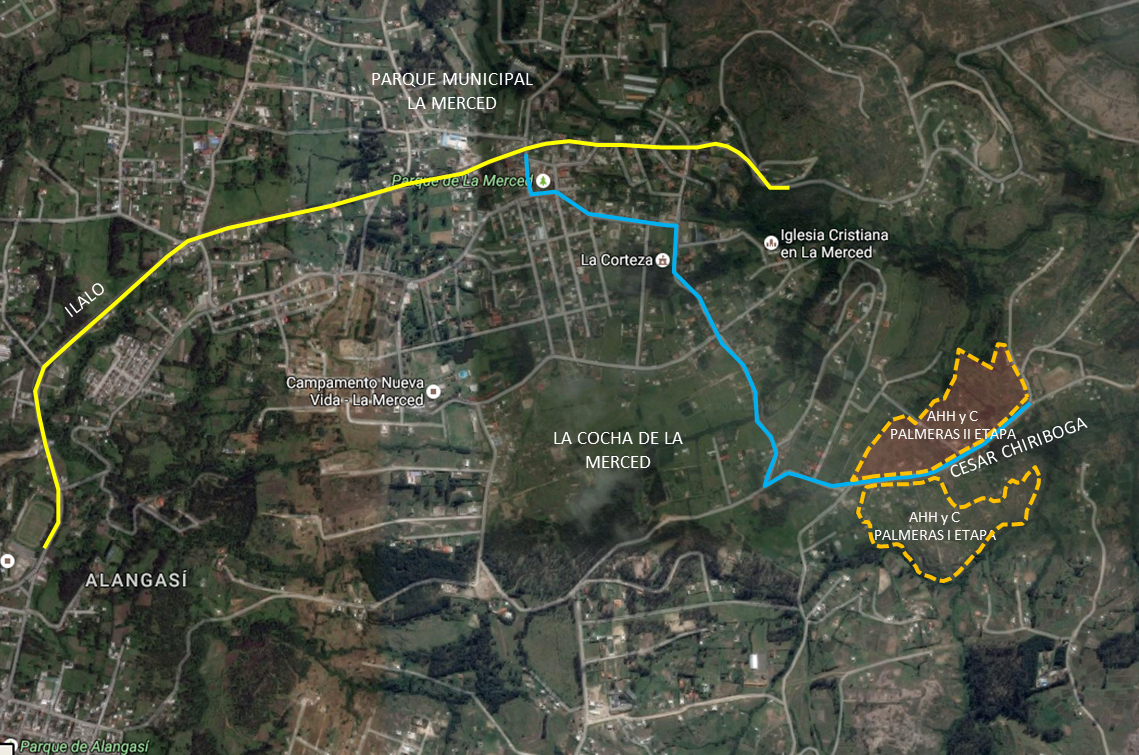 PARQUE MUNICIPAL
LA MERCED
Parque de La Merced
Iglesia Cristiana
en La Merced
La Corteza
ILALO
Campamento Nueva
Vida - La Merced
LA COCHA DE LA
MERCED
AHH y C
PALMERAS II ETAPA
CESAR CHIRIBOGA
AHH y C
PALMERAS I ETAPA
ALANGASÍ
Parque de Alangasí